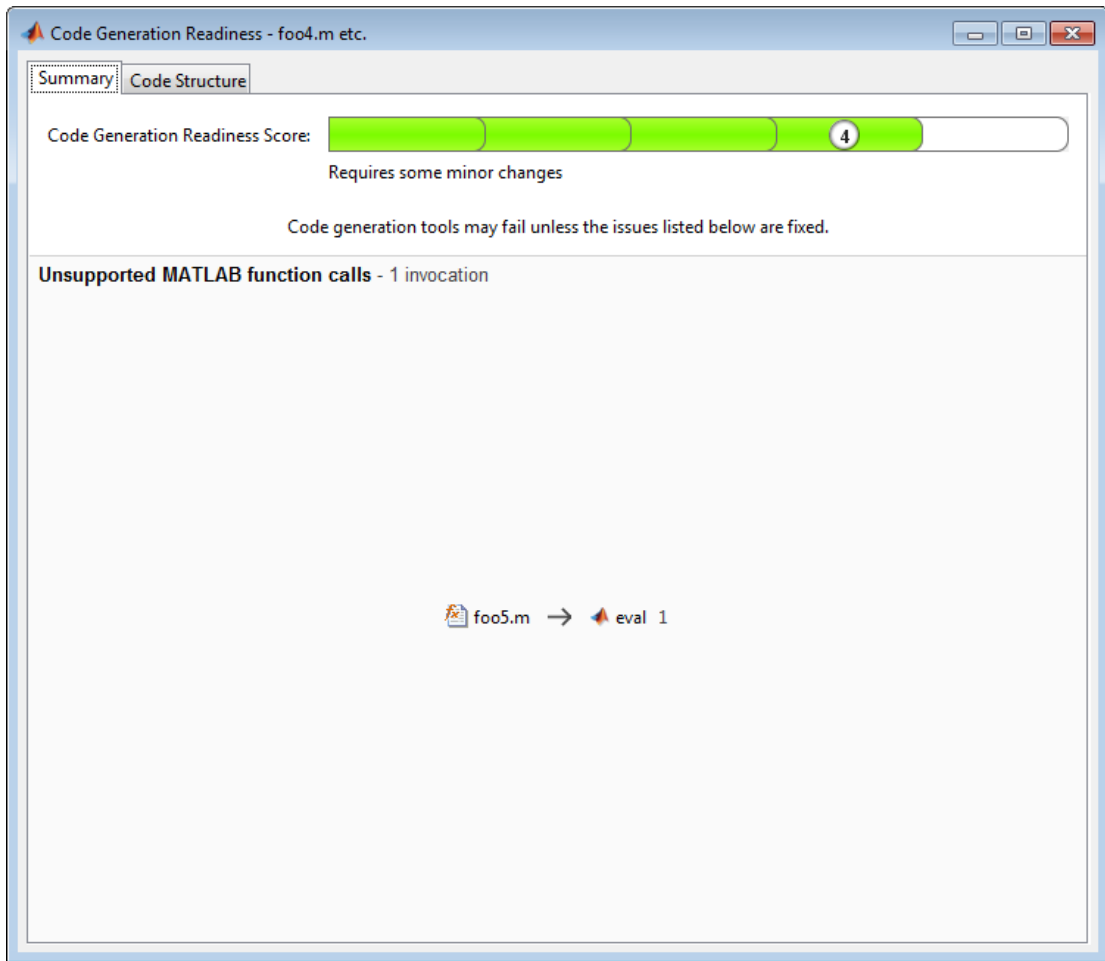 Code Generation Readiness - foo4.m etc.
Summary Code Structure
Code Generation Readiness Score: 4
Requires some minor changes
Code generation tools may fail unless the issues listed below are fixed.
Unsupported MATLAB function calls - 1 invocation
foo5.m → eval 1